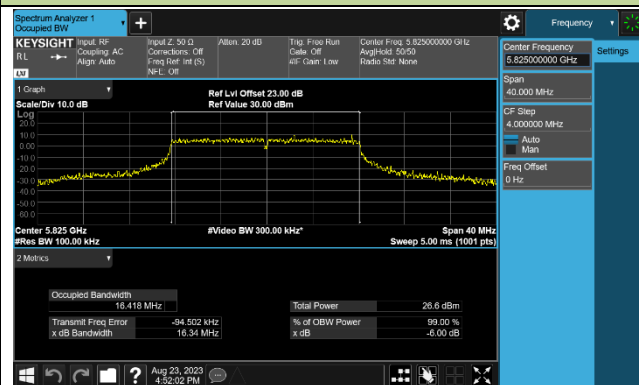 Spectrum Analyzer 1
Occupied BW
Frequency
KEYSIGHT
RL
LXI
Input: RF
Coupling: AC
Align: Auto
Input Z: 50 Ω
Corrections: Off
Freq Ref: Int (S)
NFE: Off
Atten: 20 dB
Trig: Free Run
Gate: Off
#IF Gain: Low
Center Freq: 5.825000000 GHz
Avg|Hold: 50/50
Radio Std: None
Center Frequency
5.825000000 GHz
Settings
Span
40.000 MHz
CF Step
4.000000 MHz
Auto
Man
Freq Offset
0 Hz
1 Graph
Scale/Div 10.0 dB
Ref Lvl Offset 23.00 dB
Ref Value 30.00 dBm
Log
20.0
10.0
0.00
-10.0
-20.0
-30.0
-40.0
-50.0
-60.0
Center 5.825 GHz
#Res BW 100.00 kHz
#Video BW 300.00 kHz*
Span 40 MHz
Sweep 5.00 ms (1001 pts)
2 Metrics
Occupied Bandwidth
16.418 MHz
Total Power 26.6 dBm
Transmit Freq Error -94.502 kHz
% of OBW Power 99.00 %
x dB Bandwidth 16.34 MHz
x dB -6.00 dB
?
Aug 23, 2023
4:52:02 PM